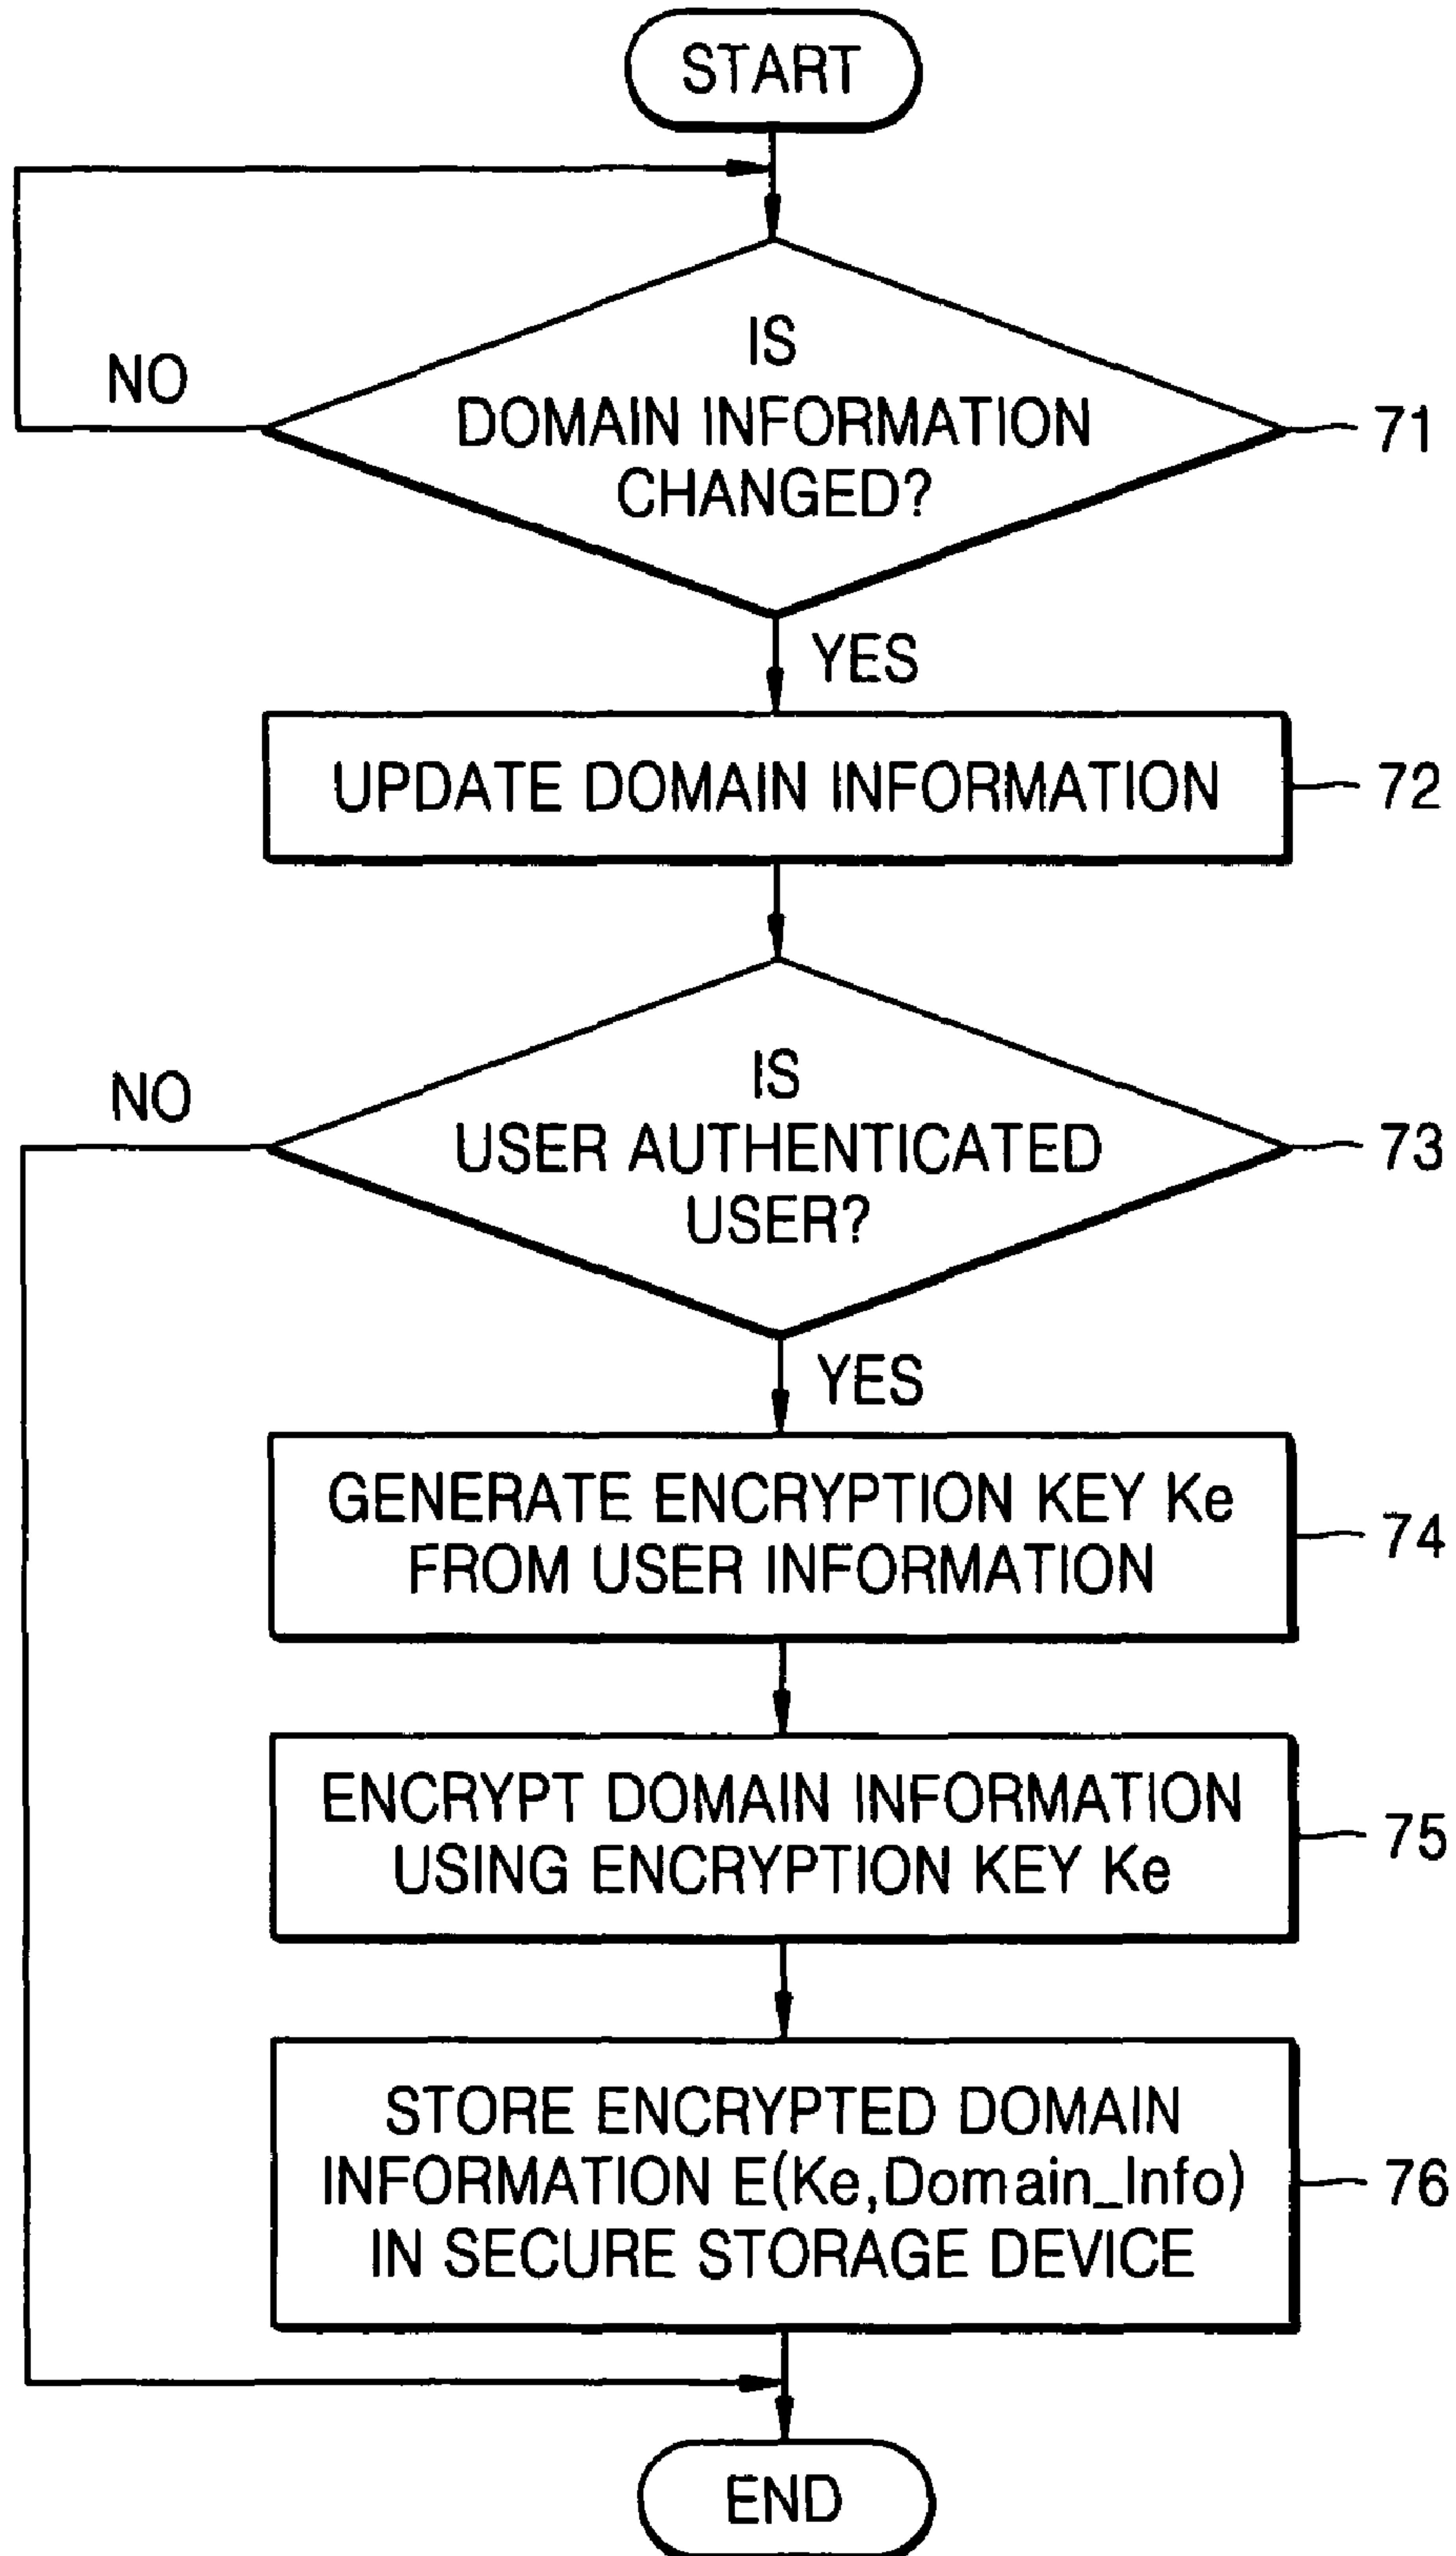 START
IS
DOMAIN INFORMATION
CHANGED?
NO
71
YES
UPDATE DOMAIN INFORMATION
72
IS
USER AUTHENTICATED
USER?
NO
73
YES
GENERATE ENCRYPTION KEY Ke
FROM USER INFORMATION
74
ENCRYPT DOMAIN INFORMATION
USING ENCRYPTION KEY Ke
75
STORE ENCRYPTED DOMAIN
INFORMATION E(Ke,Domain_Info)
IN SECURE STORAGE DEVICE
76
END